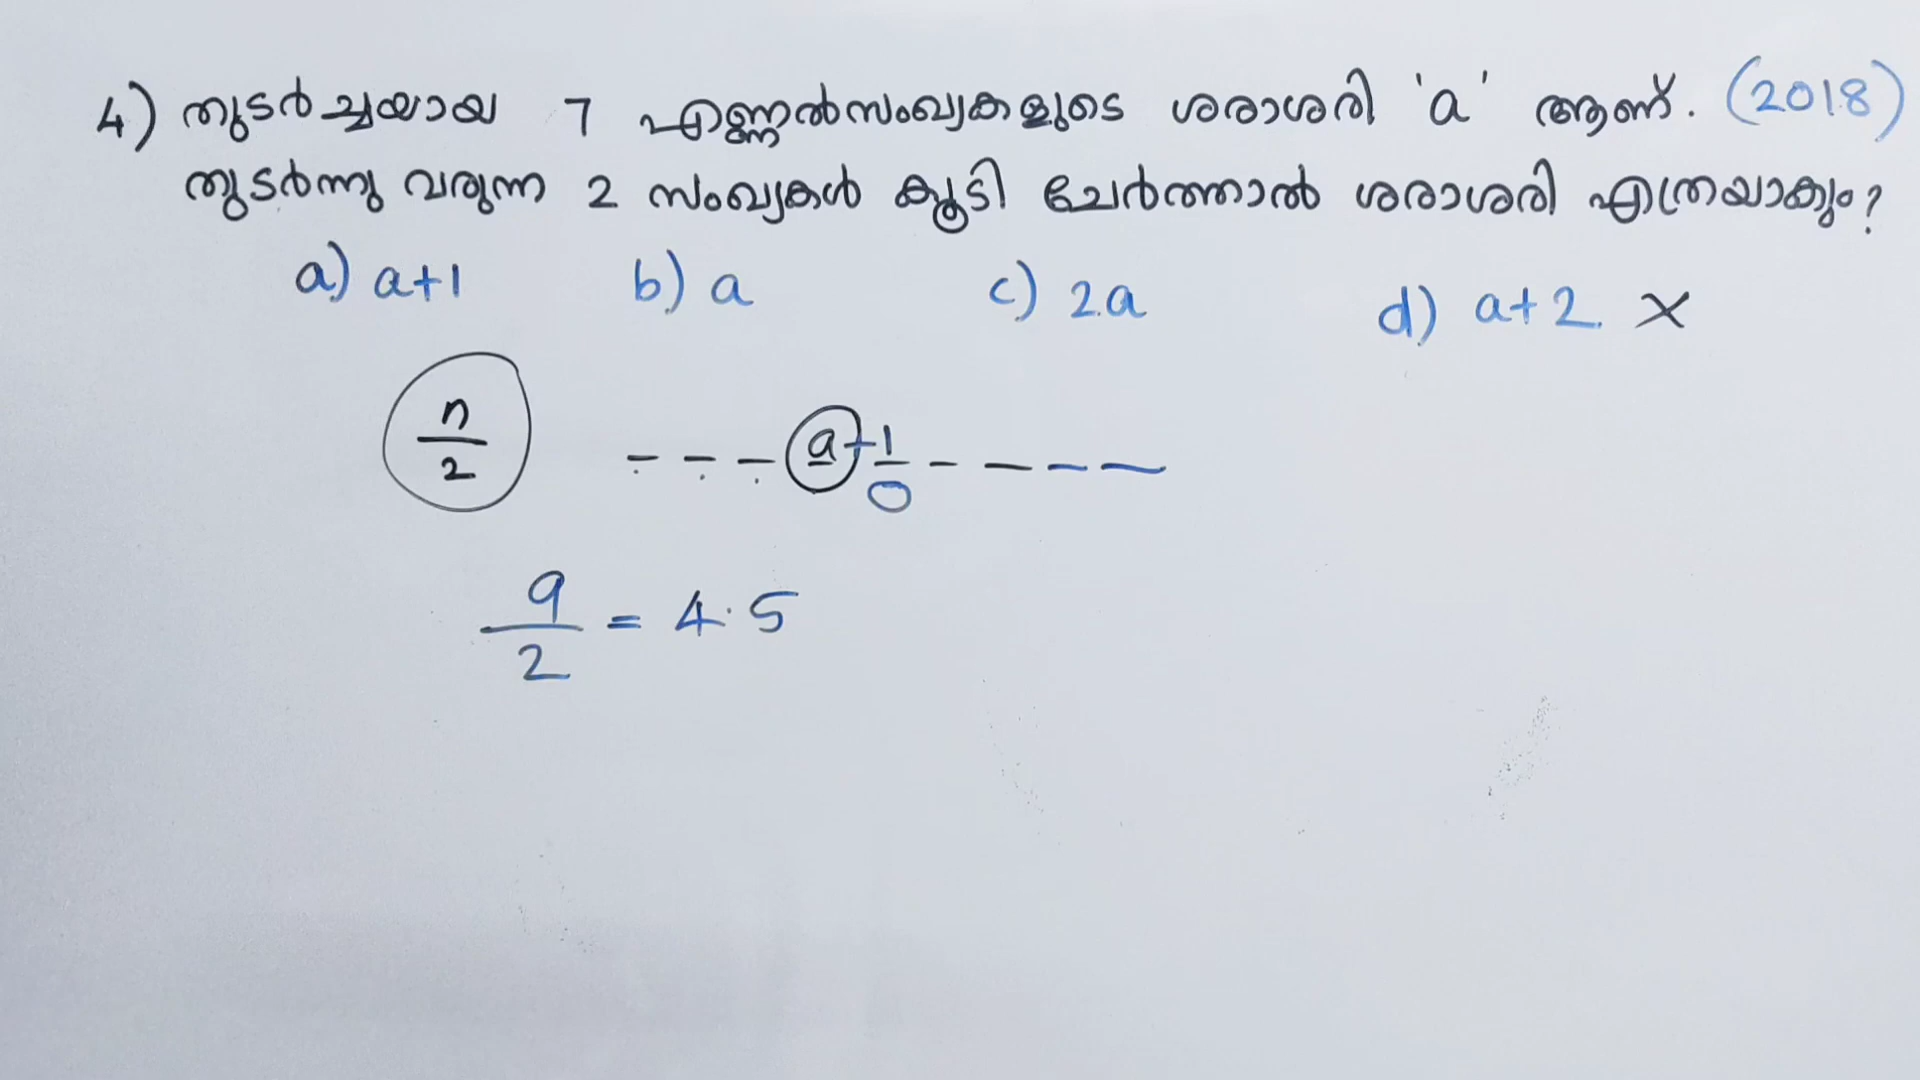 4) തുടർച്ചയായ 7 എണ്ണൽസംഖ്യകളുടെ ശരാശരി 'a' ആണ്. (2018)
തുടർന്നു വരുന്ന 2 സംഖ്യകൾ കൂടി ചേർത്താൽ ശരാശരി എത്രയാകും?
a) a+1 b) a c) 2a d) a+2 ×
n/2 _ _ _ a+1 _ _ _ _
0
9/2 = 4.5